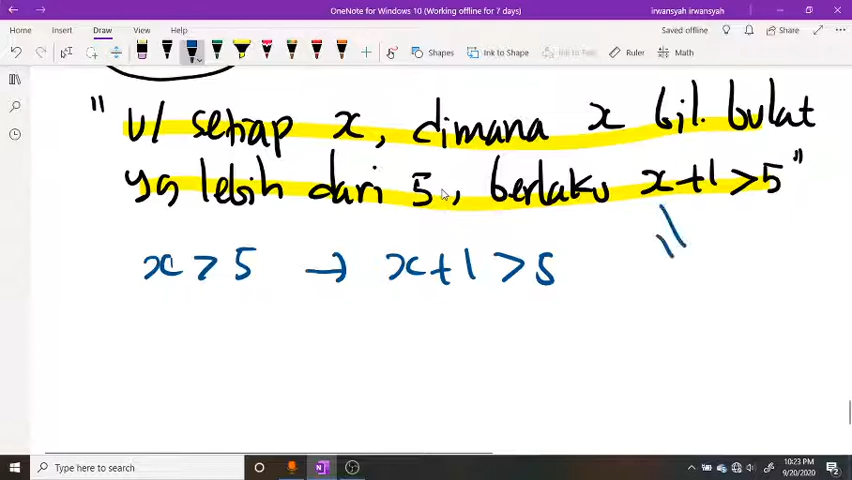 OneNote for Windows 10 (Working offline for 7 days)
irwansyah irwansyah
Home Insert Draw View Help
Saved offline Share
Shapes Ink to Shape Ink to Text Ruler Math
" u/ setiap x, dimana x bil. bulat
yg lebih dari 5, berlaku x+1>5"
x > 5 → x+1 > 5
Type here to search
10:23 PM
9/20/2020
2